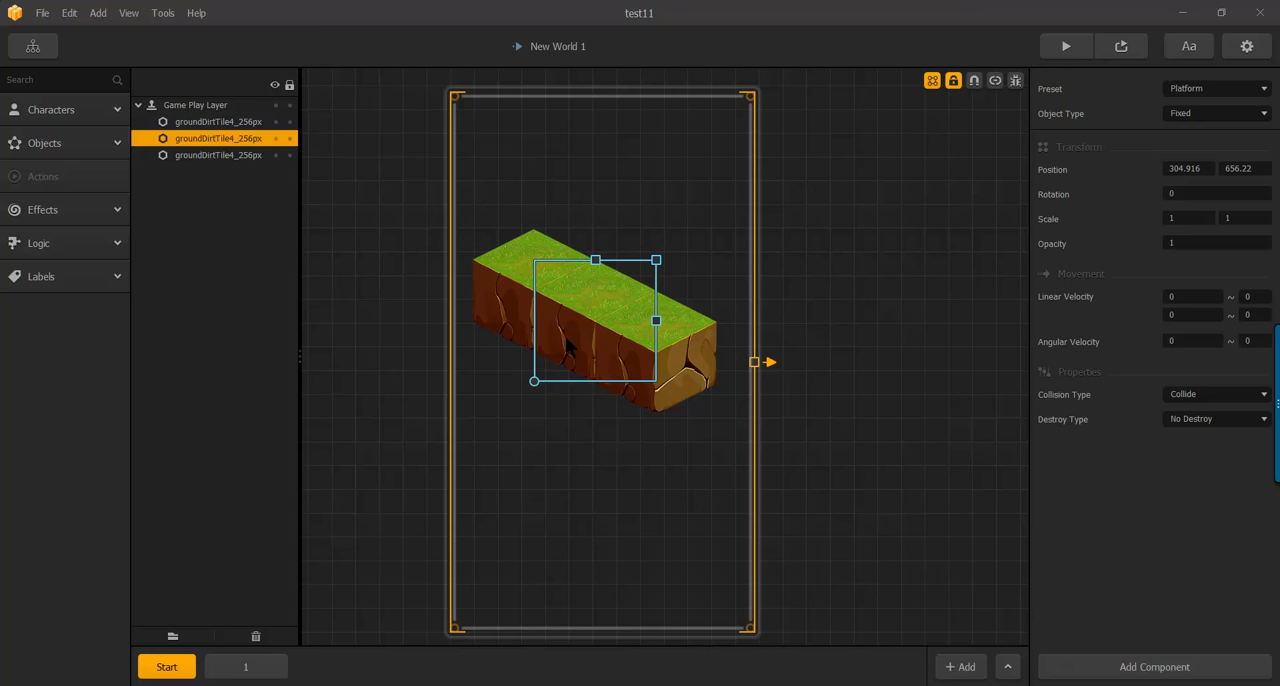 File Edit Add View Tools Help
test11
New World 1
Aa
Search
Characters
Objects
Actions
Effects
Logic
Labels
Game Play Layer
groundDirtTile4_256px
groundDirtTile4_256px
groundDirtTile4_256px
Preset Platform
Object Type Fixed
Transform
Position 304.916 656.22
Rotation 0
Scale 1 1
Opacity 1
Movement
Linear Velocity 0 ~ 0
0 ~ 0
Angular Velocity 0 ~ 0
Properties
Collision Type Collide
Destroy Type No Destroy
Start 1
+ Add
Add Component